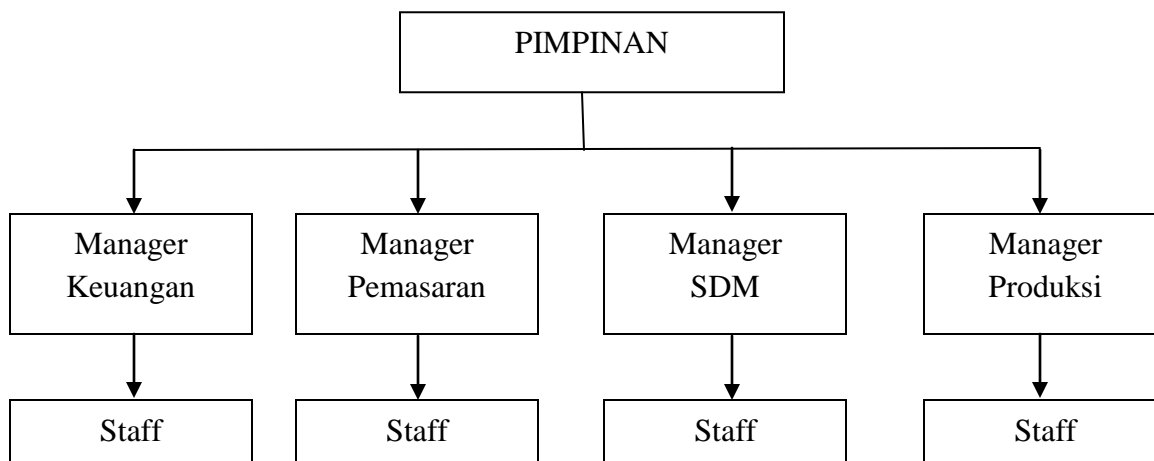 PIMPINAN
Manager
Keuangan
Manager
Pemasaran
Manager
SDM
Manager
Produksi
Staff
Staff
Staff
Staff